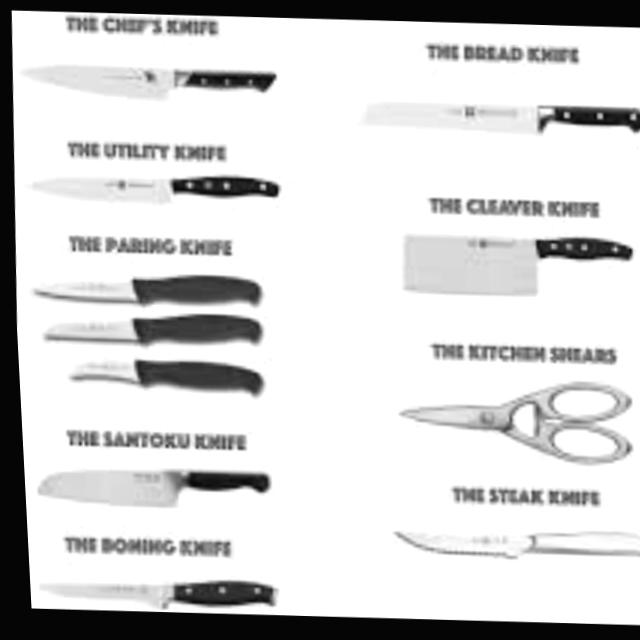 THE CHEF'S KNIFE
THE UTILITY KNIFE
THE PARING KNIFE
THE SANTOKU KNIFE
THE BONING KNIFE
THE BREAD KNIFE
THE CLEAVER KNIFE
THE KITCHEN SHEARS
THE STEAK KNIFE